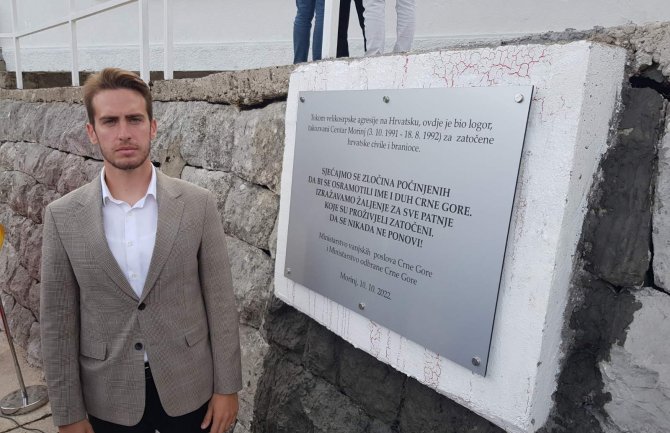 Tokom velikosrpske agresije na Hrvatsku, ovdje je bio logor,
takozvani Centar Morinj (3. 10. 1991 - 18. 8. 1992) za zatočene
hrvatske civile i branioce.
SJEĆAJMO SE ZLOČINA POČINJENIH
DA BI SE OSRAMOTILI IME I DUH CRNE GORE.
IZRAŽAVAMO ŽALJENJE ZA SVE PATNJE
KOJE SU PROŽIVJELI ZATOČENI.
DA SE NIKADA NE PONOVI!
Ministarstvo vanjskih poslova Crne Gore
i Ministarstvo odbrane Crne Gore
Morinj, 10. 10. 2022.